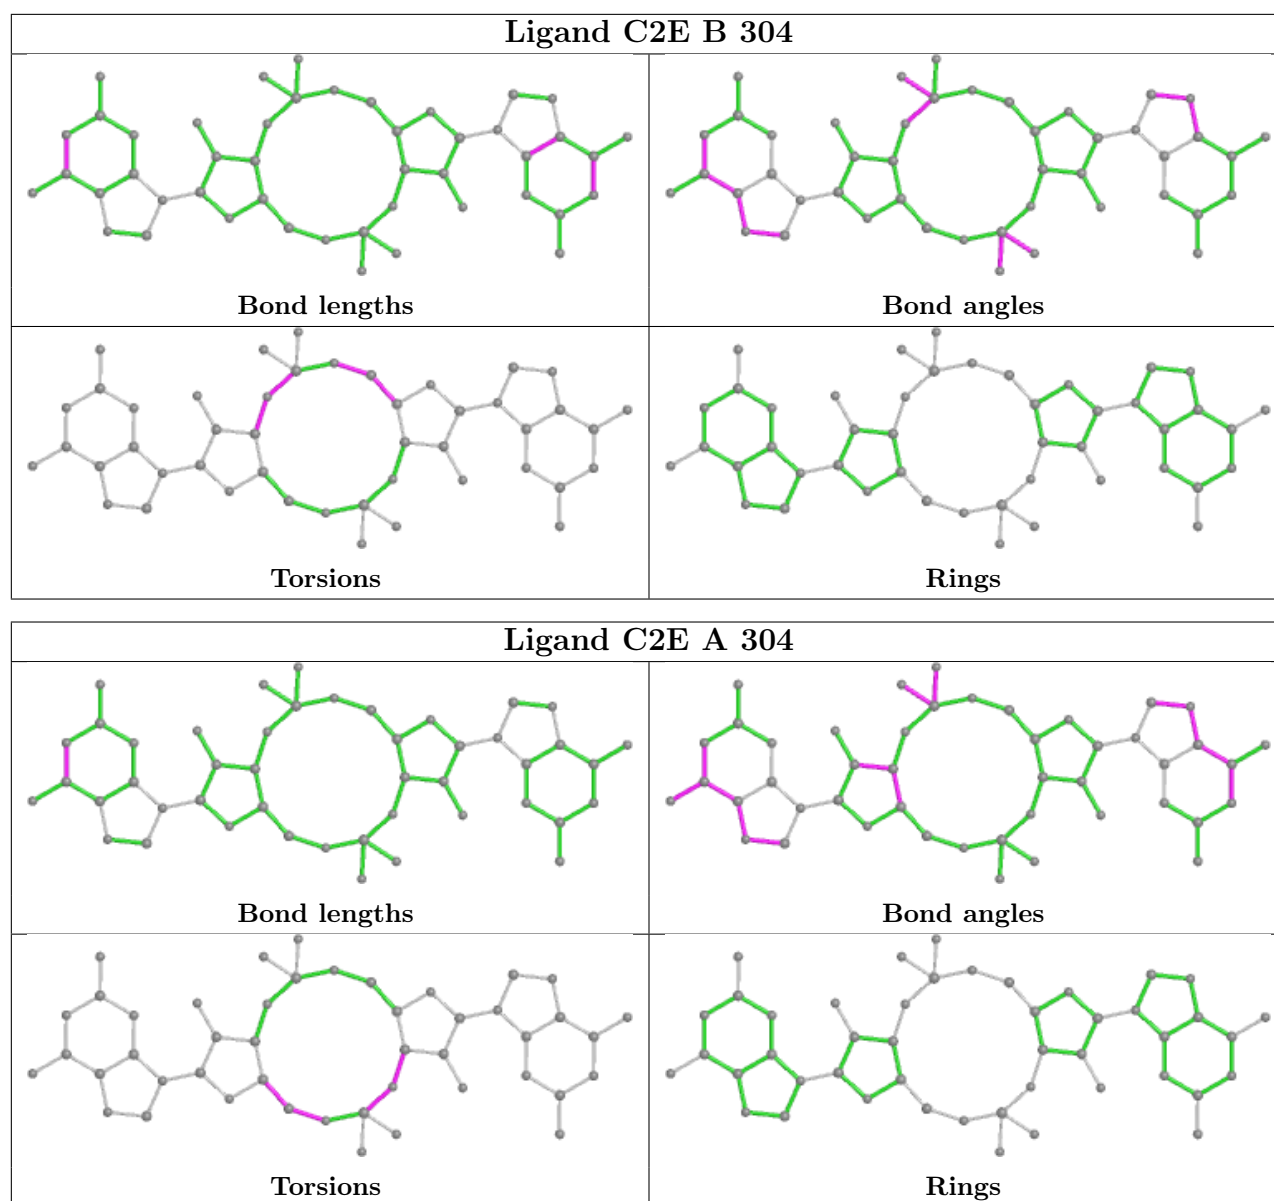 Ligand C2E B 304
Bond lengths
Bond angles
Torsions
Rings
Ligand C2E A 304
Bond lengths
Bond angles
Torsions
Rings